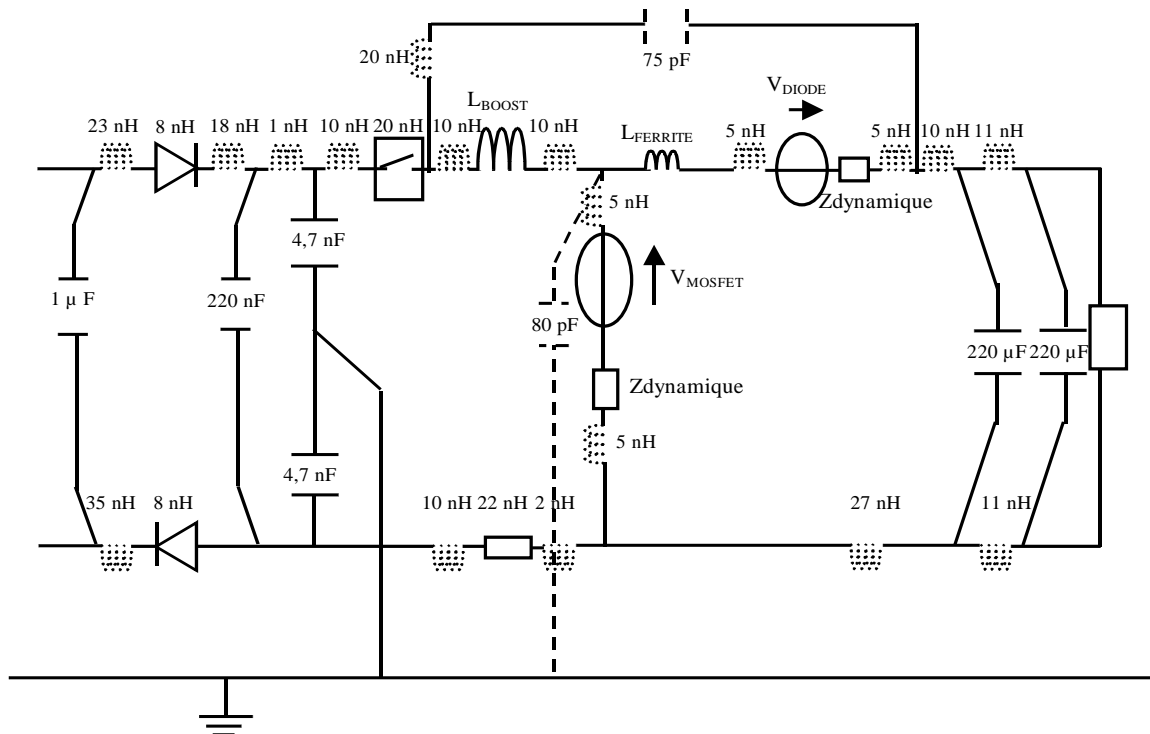 20 nH
75 pF
V_DIODE
L_BOOST
23 nH 8 nH 18 nH 1 nH 10 nH 20 nH 10 nH 10 nH
L_FERRITE
5 nH 5 nH 10 nH 11 nH
Zdynamique
5 nH
4,7 nF
V_MOSFET
1 µ F
220 nF
80 pF
220 µF 220 µF
Zdynamique
5 nH
4,7 nF
35 nH 8 nH 10 nH 22 nH 2 nH 27 nH 11 nH